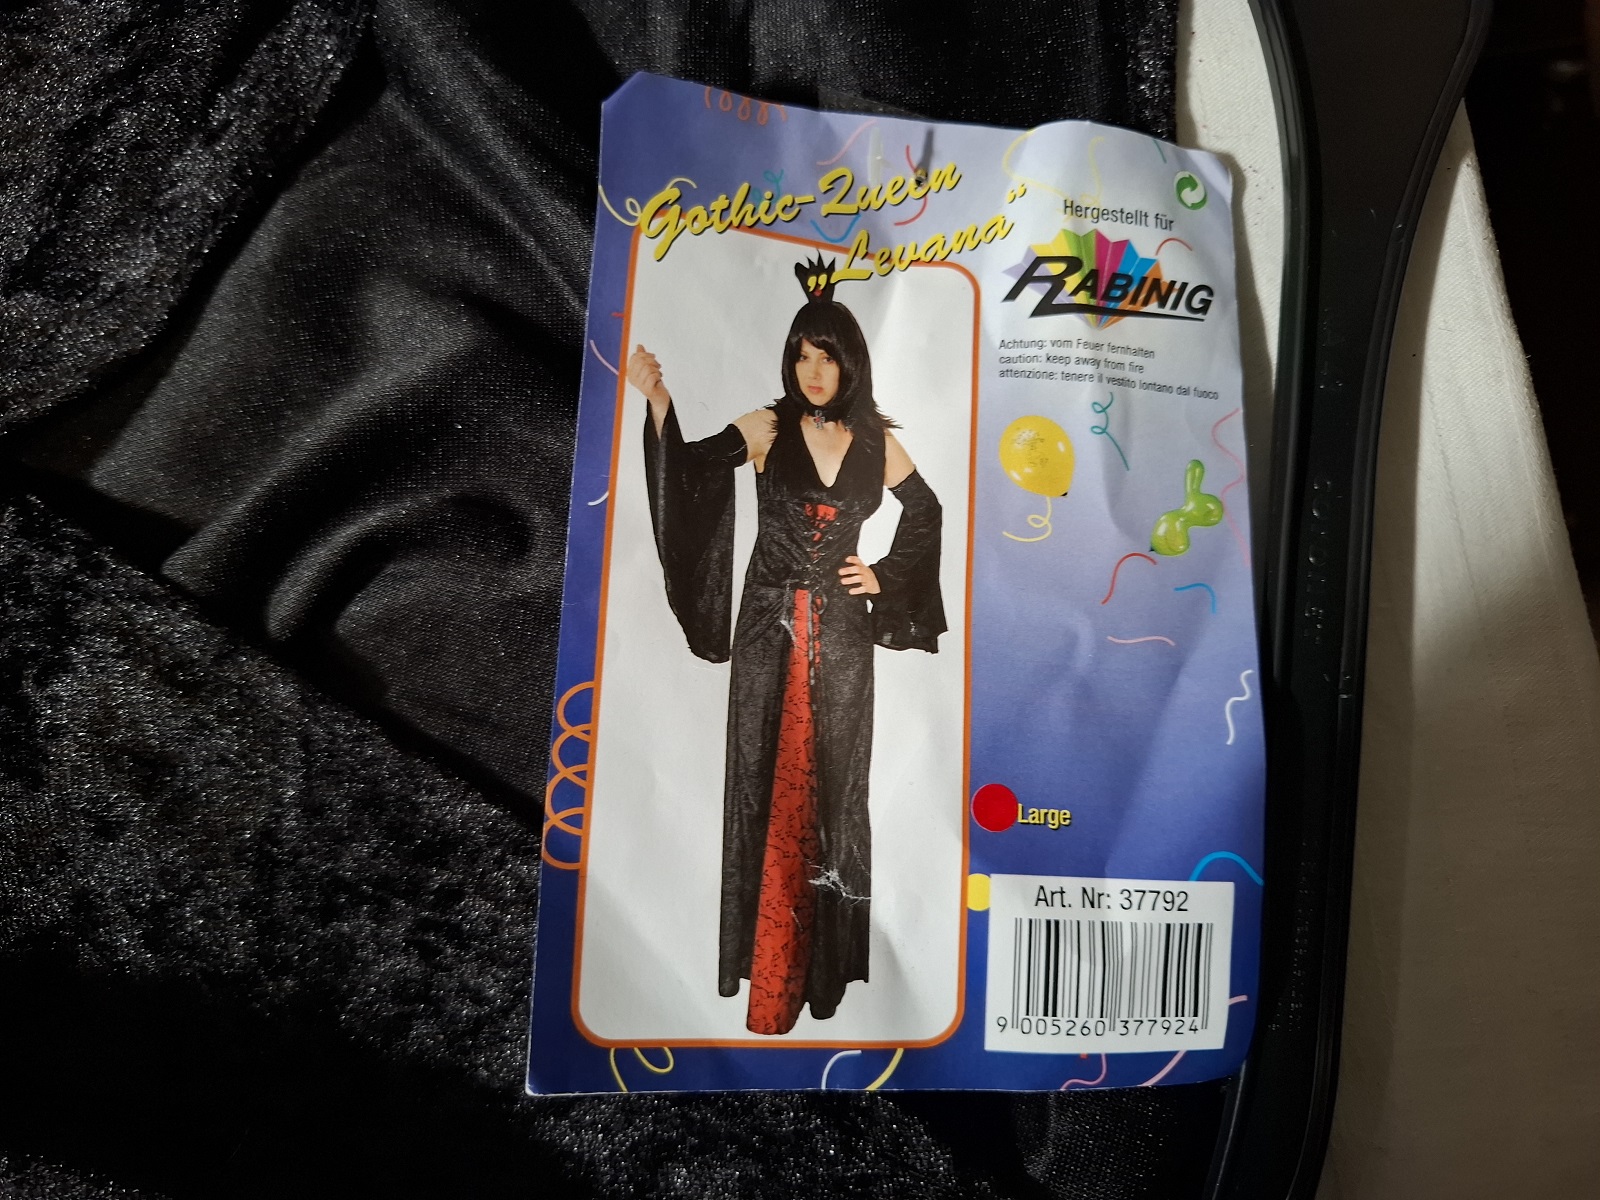 Gothic-Queen
„Levana"
Hergestellt für
RABINIG
Achtung: vom Feuer fernhalten
caution: keep away from fire
attenzione: tenere il vestito lontano dal fuoco
Large
Art. Nr: 37792
9 005260 377924